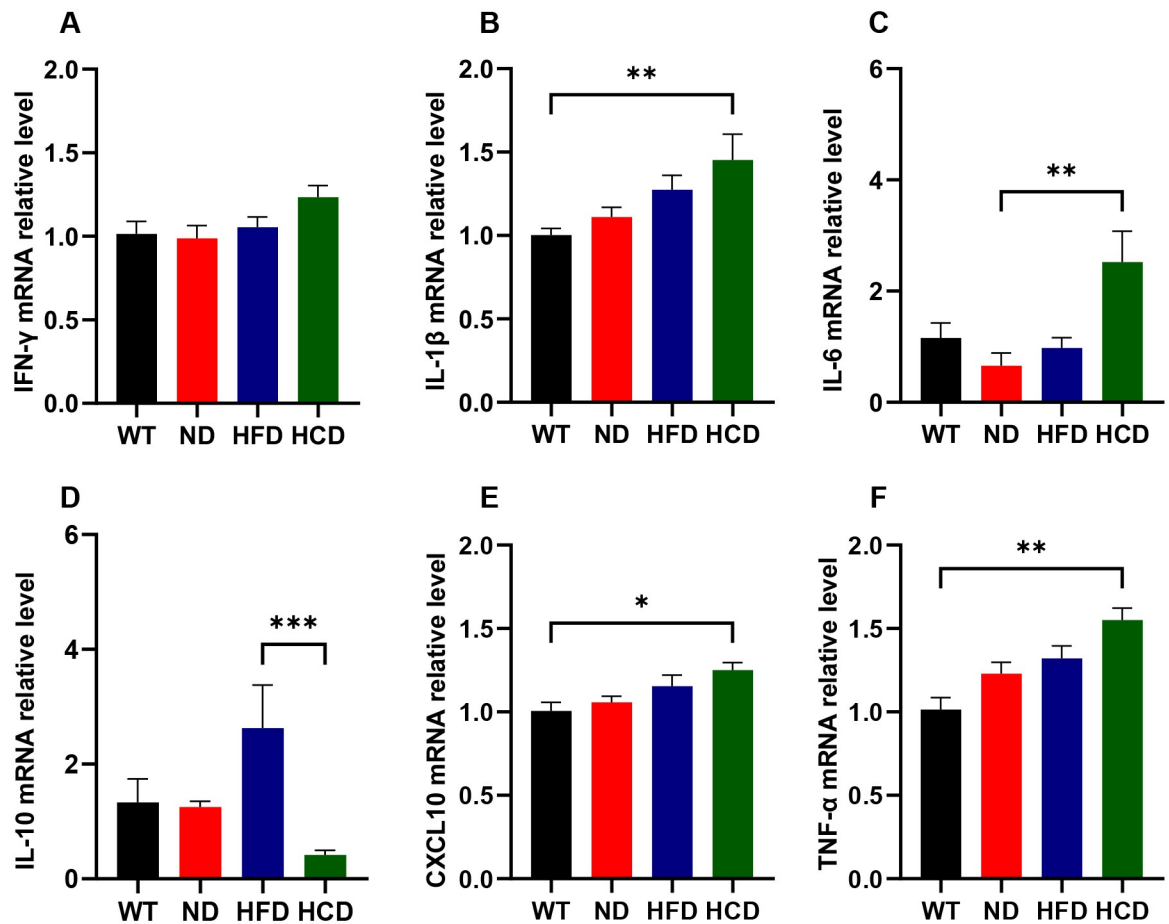 A
IFN-γ mRNA relative level
2.0
1.5
1.0
0.5
0.0
WT ND HFD HCD
B
IL-1β mRNA relative level
2.0
1.5
1.0
0.5
0.0
**
WT ND HFD HCD
C
IL-6 mRNA relative level
6
4
2
0
**
WT ND HFD HCD
D
IL-10 mRNA relative level
6
4
2
0
***
WT ND HFD HCD
E
CXCL10 mRNA relative level
2.0
1.5
1.0
0.5
0.0
*
WT ND HFD HCD
F
TNF-α mRNA relative level
2.0
1.5
1.0
0.5
0.0
**
WT ND HFD HCD